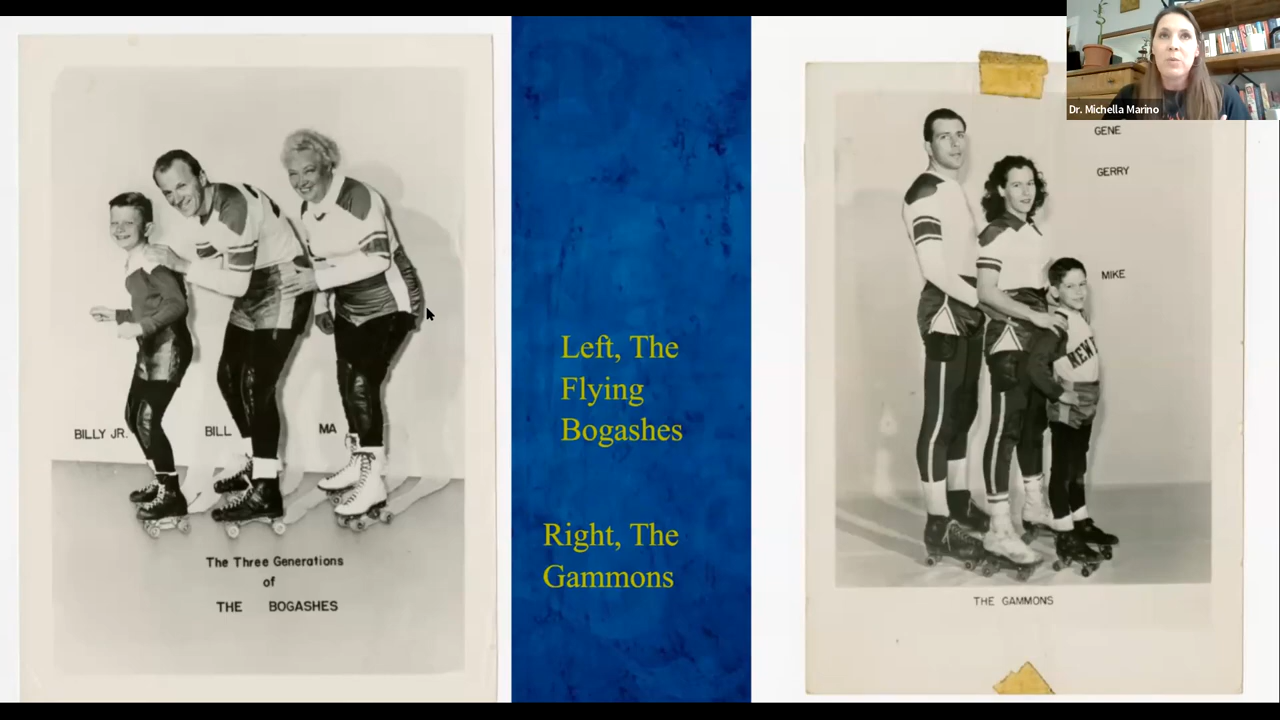 BILLY JR.
BILL
MA
The Three Generations
of
THE BOGASHES
Left, The
Flying
Bogashes
Right, The
Gammons
Dr. Michella Marino
GENE
GERRY
MIKE
THE GAMMONS